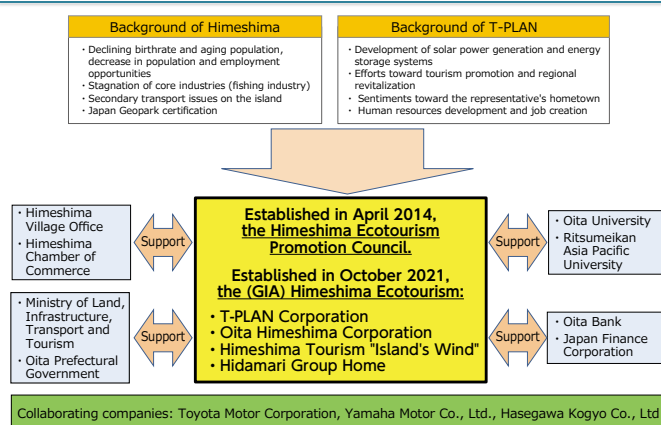 Background of Himeshima
・Declining birthrate and aging population,
decrease in population and employment
opportunities
・Stagnation of core industries (fishing industry)
・Secondary transport issues on the island
・Japan Geopark certification
Background of T-PLAN
・Development of solar power generation and energy
storage systems
・Efforts toward tourism promotion and regional
revitalization
・Sentiments toward the representative's hometown
・Human resources development and job creation
・Himeshima
Village Office
・Himeshima
Chamber of
Commerce
Support
・Ministry of Land,
Infrastructure,
Transport and
Tourism
・Oita Prefectural
Government
Support
Established in April 2014,
the Himeshima Ecotourism
Promotion Council.
Established in October 2021,
the (GIA) Himeshima Ecotourism:
・T-PLAN Corporation
・Oita Himeshima Corporation
・Himeshima Tourism "Island's Wind"
・Hidamari Group Home
Support
・Oita University
・Ritsumeikan
Asia Pacific
University
Support
・Oita Bank
・Japan Finance
Corporation
Collaborating companies: Toyota Motor Corporation, Yamaha Motor Co., Ltd., Hasegawa Kogyo Co., Ltd